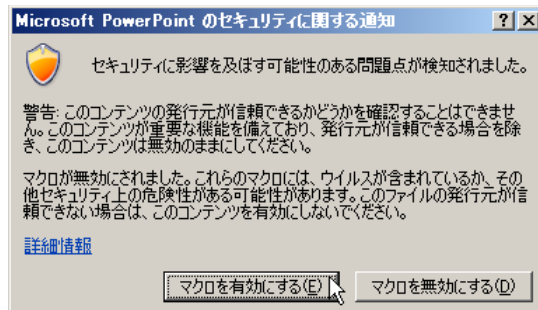 Microsoft PowerPoint のセキュリティに関する通知
セキュリティに影響を及ぼす可能性のある問題点が検知されました。
警告: このコンテンツの発行元が信頼できるかどうかを確認することはできませ
ん。このコンテンツが重要な機能を備えており、発行元が信頼できる場合を除
き、このコンテンツは無効のままにしてください。
マクロが無効にされました。これらのマクロには、ウイルスが含まれているか、その
他セキュリティ上の危険性がある可能性があります。このファイルの発行元が信
頼できない場合は、このコンテンツを有効にしないでください。
詳細情報
マクロを有効にする(E)
マクロを無効にする(D)